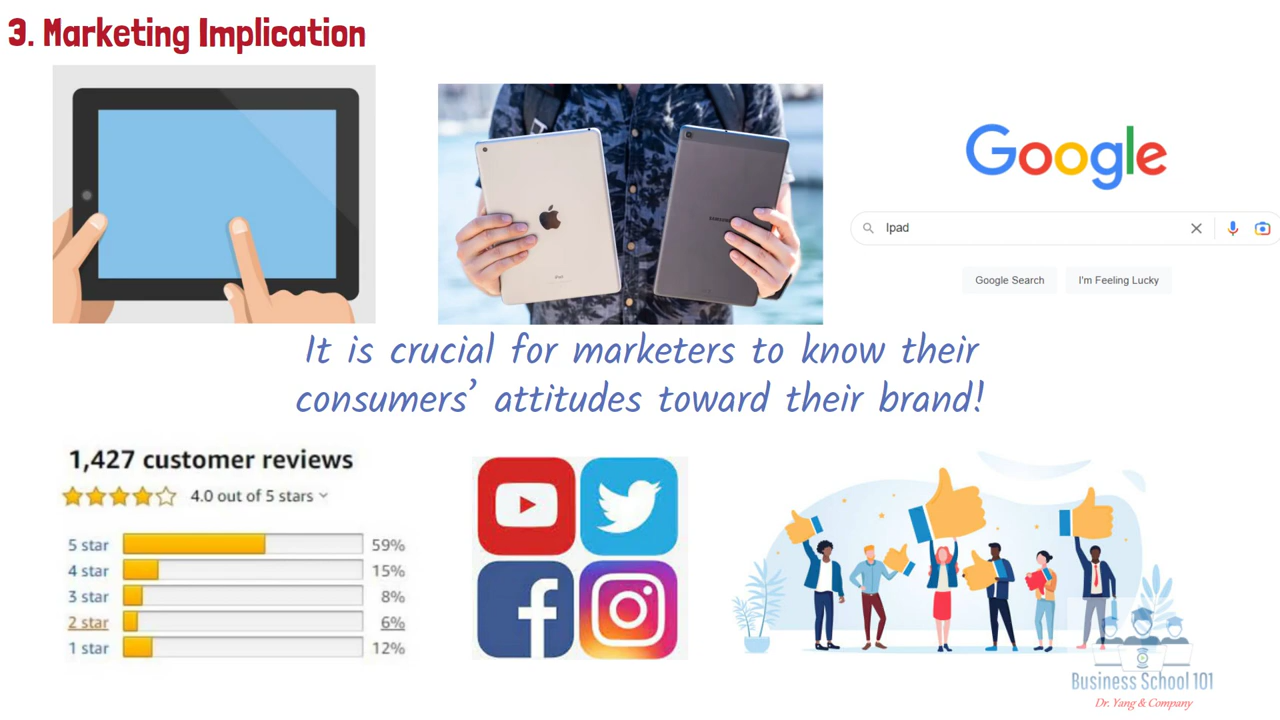 3. Marketing Implication
iPad
SAMSUNG
Google
Ipad
Google Search
I'm Feeling Lucky
It is crucial for marketers to know their
consumers’ attitudes toward their brand!
1,427 customer reviews
4.0 out of 5 stars
5 star 59%
4 star 15%
3 star 8%
2 star 6%
1 star 12%
Business School 101
Dr. Yang & Company